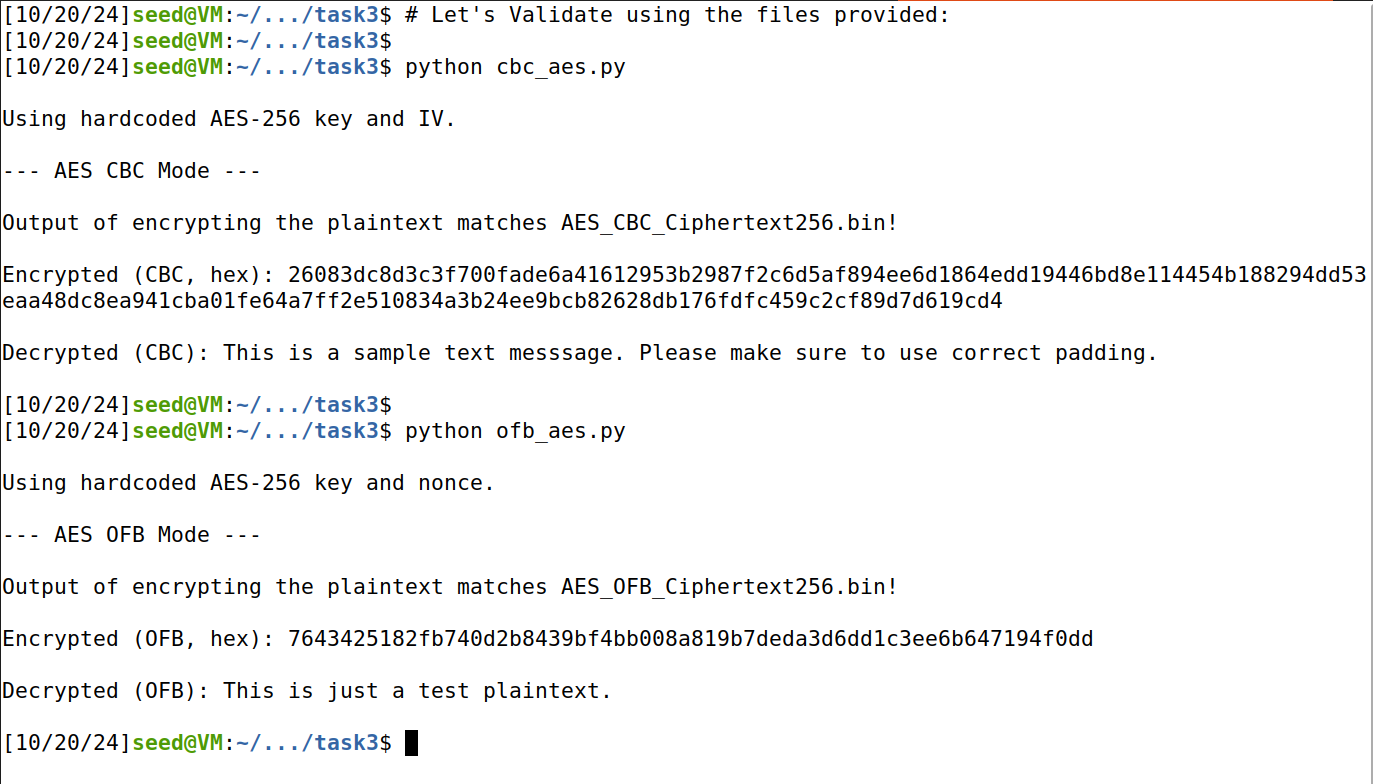 [10/20/24]seed@VM:~/.../task3$ # Let's Validate using the files provided:
[10/20/24]seed@VM:~/.../task3$
[10/20/24]seed@VM:~/.../task3$ python cbc_aes.py
Using hardcoded AES-256 key and IV.
--- AES CBC Mode ---
Output of encrypting the plaintext matches AES_CBC_Ciphertext256.bin!
Encrypted (CBC, hex): 26083dc8d3c3f700fade6a41612953b2987f2c6d5af894ee6d1864edd19446bd8e114454b188294dd53
eaa48dc8ea941cba01fe64a7ff2e510834a3b24ee9bcb82628db176fdfc459c2cf89d7d619cd4
Decrypted (CBC): This is a sample text messsage. Please make sure to use correct padding.
[10/20/24]seed@VM:~/.../task3$
[10/20/24]seed@VM:~/.../task3$ python ofb_aes.py
Using hardcoded AES-256 key and nonce.
--- AES OFB Mode ---
Output of encrypting the plaintext matches AES_OFB_Ciphertext256.bin!
Encrypted (OFB, hex): 7643425182fb740d2b8439bf4bb008a819b7deda3d6dd1c3ee6b647194f0dd
Decrypted (OFB): This is just a test plaintext.
[10/20/24]seed@VM:~/.../task3$